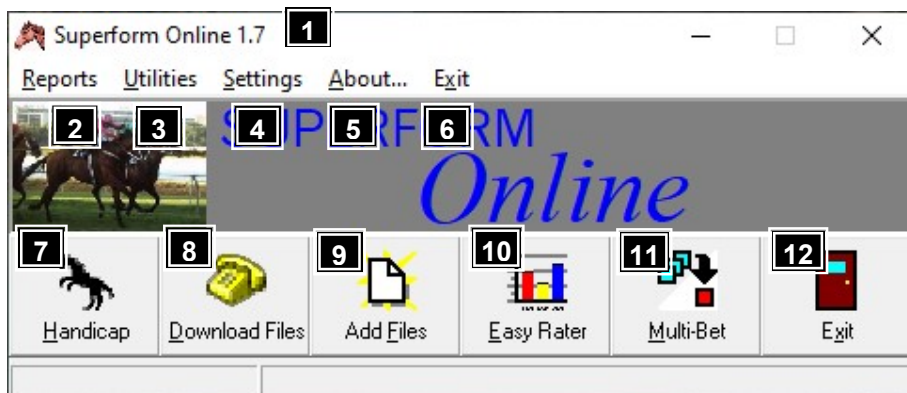 Superform Online 1.7 1
Reports Utilities Settings About... Exit
2 3 4 5 6
SUPERFORM
Online
7 8 9 10 11 12
Handicap Download Files Add Files Easy Rater Multi-Bet Exit